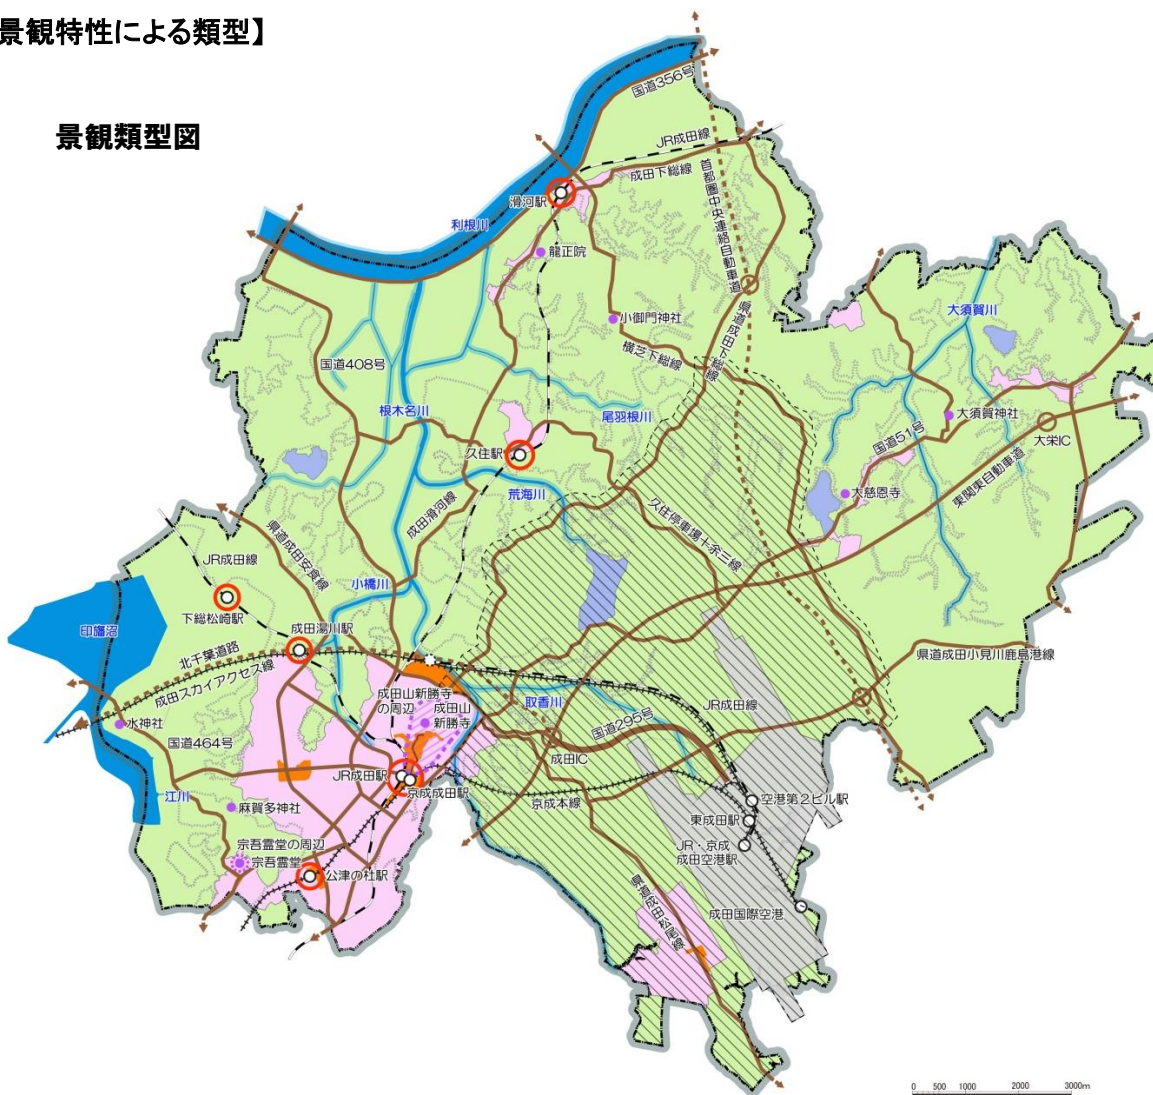 景観特性による類型】
景観類型図
国道356号
JR成田線
成田下総線
首都圏中央連絡自動車道
滑河駅
利根川
龍正院
小御門神社
大須賀川
県道成田下総線
横芝下総線
国道408号
根木名川
尾羽根川
大須賀神社
国道51号
大栄IC
久住駅
東関東自動車道
荒海川
大慈恩寺
成田滑河線
久住停車場十余三線
県道成田安食線
JR成田線
小橋川
下総松崎駅
成田湯川駅
印旛沼
北千葉道路
成田スカイアクセス線
県道成田小見川鹿島港線
成田山新勝寺
の周辺
成田山
新勝寺
取香川
JR成田線
水神社
国道295号
国道464号
成田IC
JR成田駅
京成成田駅
江川
京成本線
空港第2ビル駅
麻賀多神社
東成田駅
宗吾霊堂の周辺
JR・京成
成田空港駅
宗吾霊堂
公津の杜駅
県道成田松尾線
成田国際空港
0 500 1000 2000 3000m